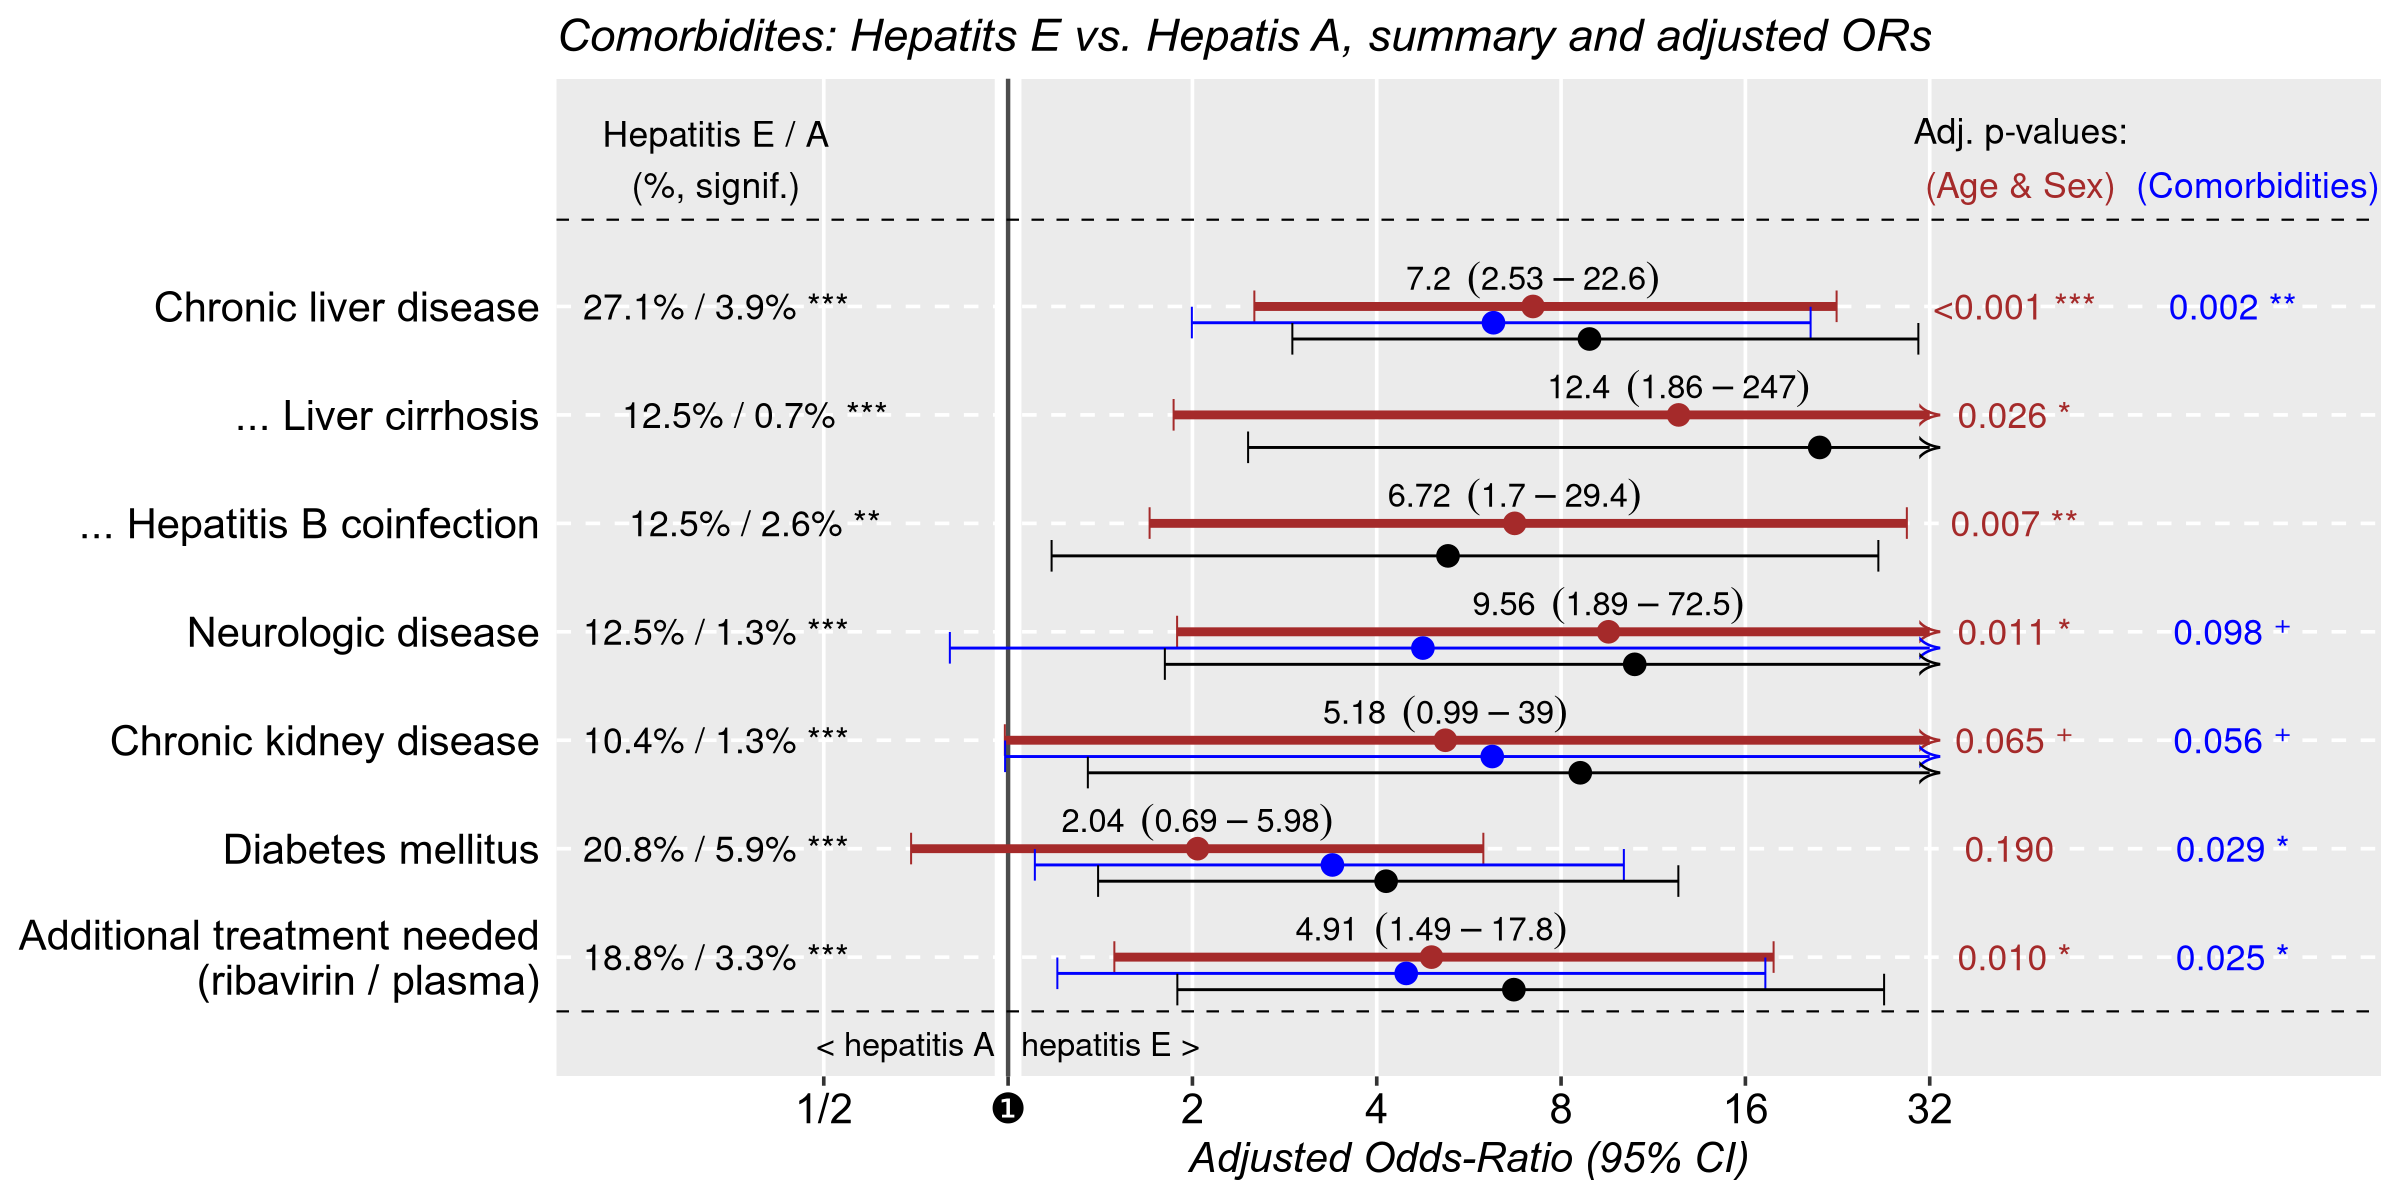 Comorbidites: Hepatits E vs. Hepatis A, summary and adjusted ORs
Hepatitis E / A
(%, signif.)
Adj. p-values:
(Age & Sex) (Comorbidities)
7.2 (2.53 – 22.6)
Chronic liver disease 27.1% / 3.9% *** <0.001 *** 0.002 **
12.4 (1.86 – 247)
... Liver cirrhosis 12.5% / 0.7% *** 0.026 *
6.72 (1.7 – 29.4)
... Hepatitis B coinfection 12.5% / 2.6% ** 0.007 **
9.56 (1.89 – 72.5)
Neurologic disease 12.5% / 1.3% *** 0.011 * 0.098 +
5.18 (0.99 – 39)
Chronic kidney disease 10.4% / 1.3% *** 0.065 + 0.056 +
2.04 (0.69 – 5.98)
Diabetes mellitus 20.8% / 5.9% *** 0.190 0.029 *
4.91 (1.49 – 17.8)
Additional treatment needed
(ribavirin / plasma) 18.8% / 3.3% *** 0.010 * 0.025 *
< hepatitis A hepatitis E >
1/2 1 2 4 8 16 32
Adjusted Odds-Ratio (95% CI)